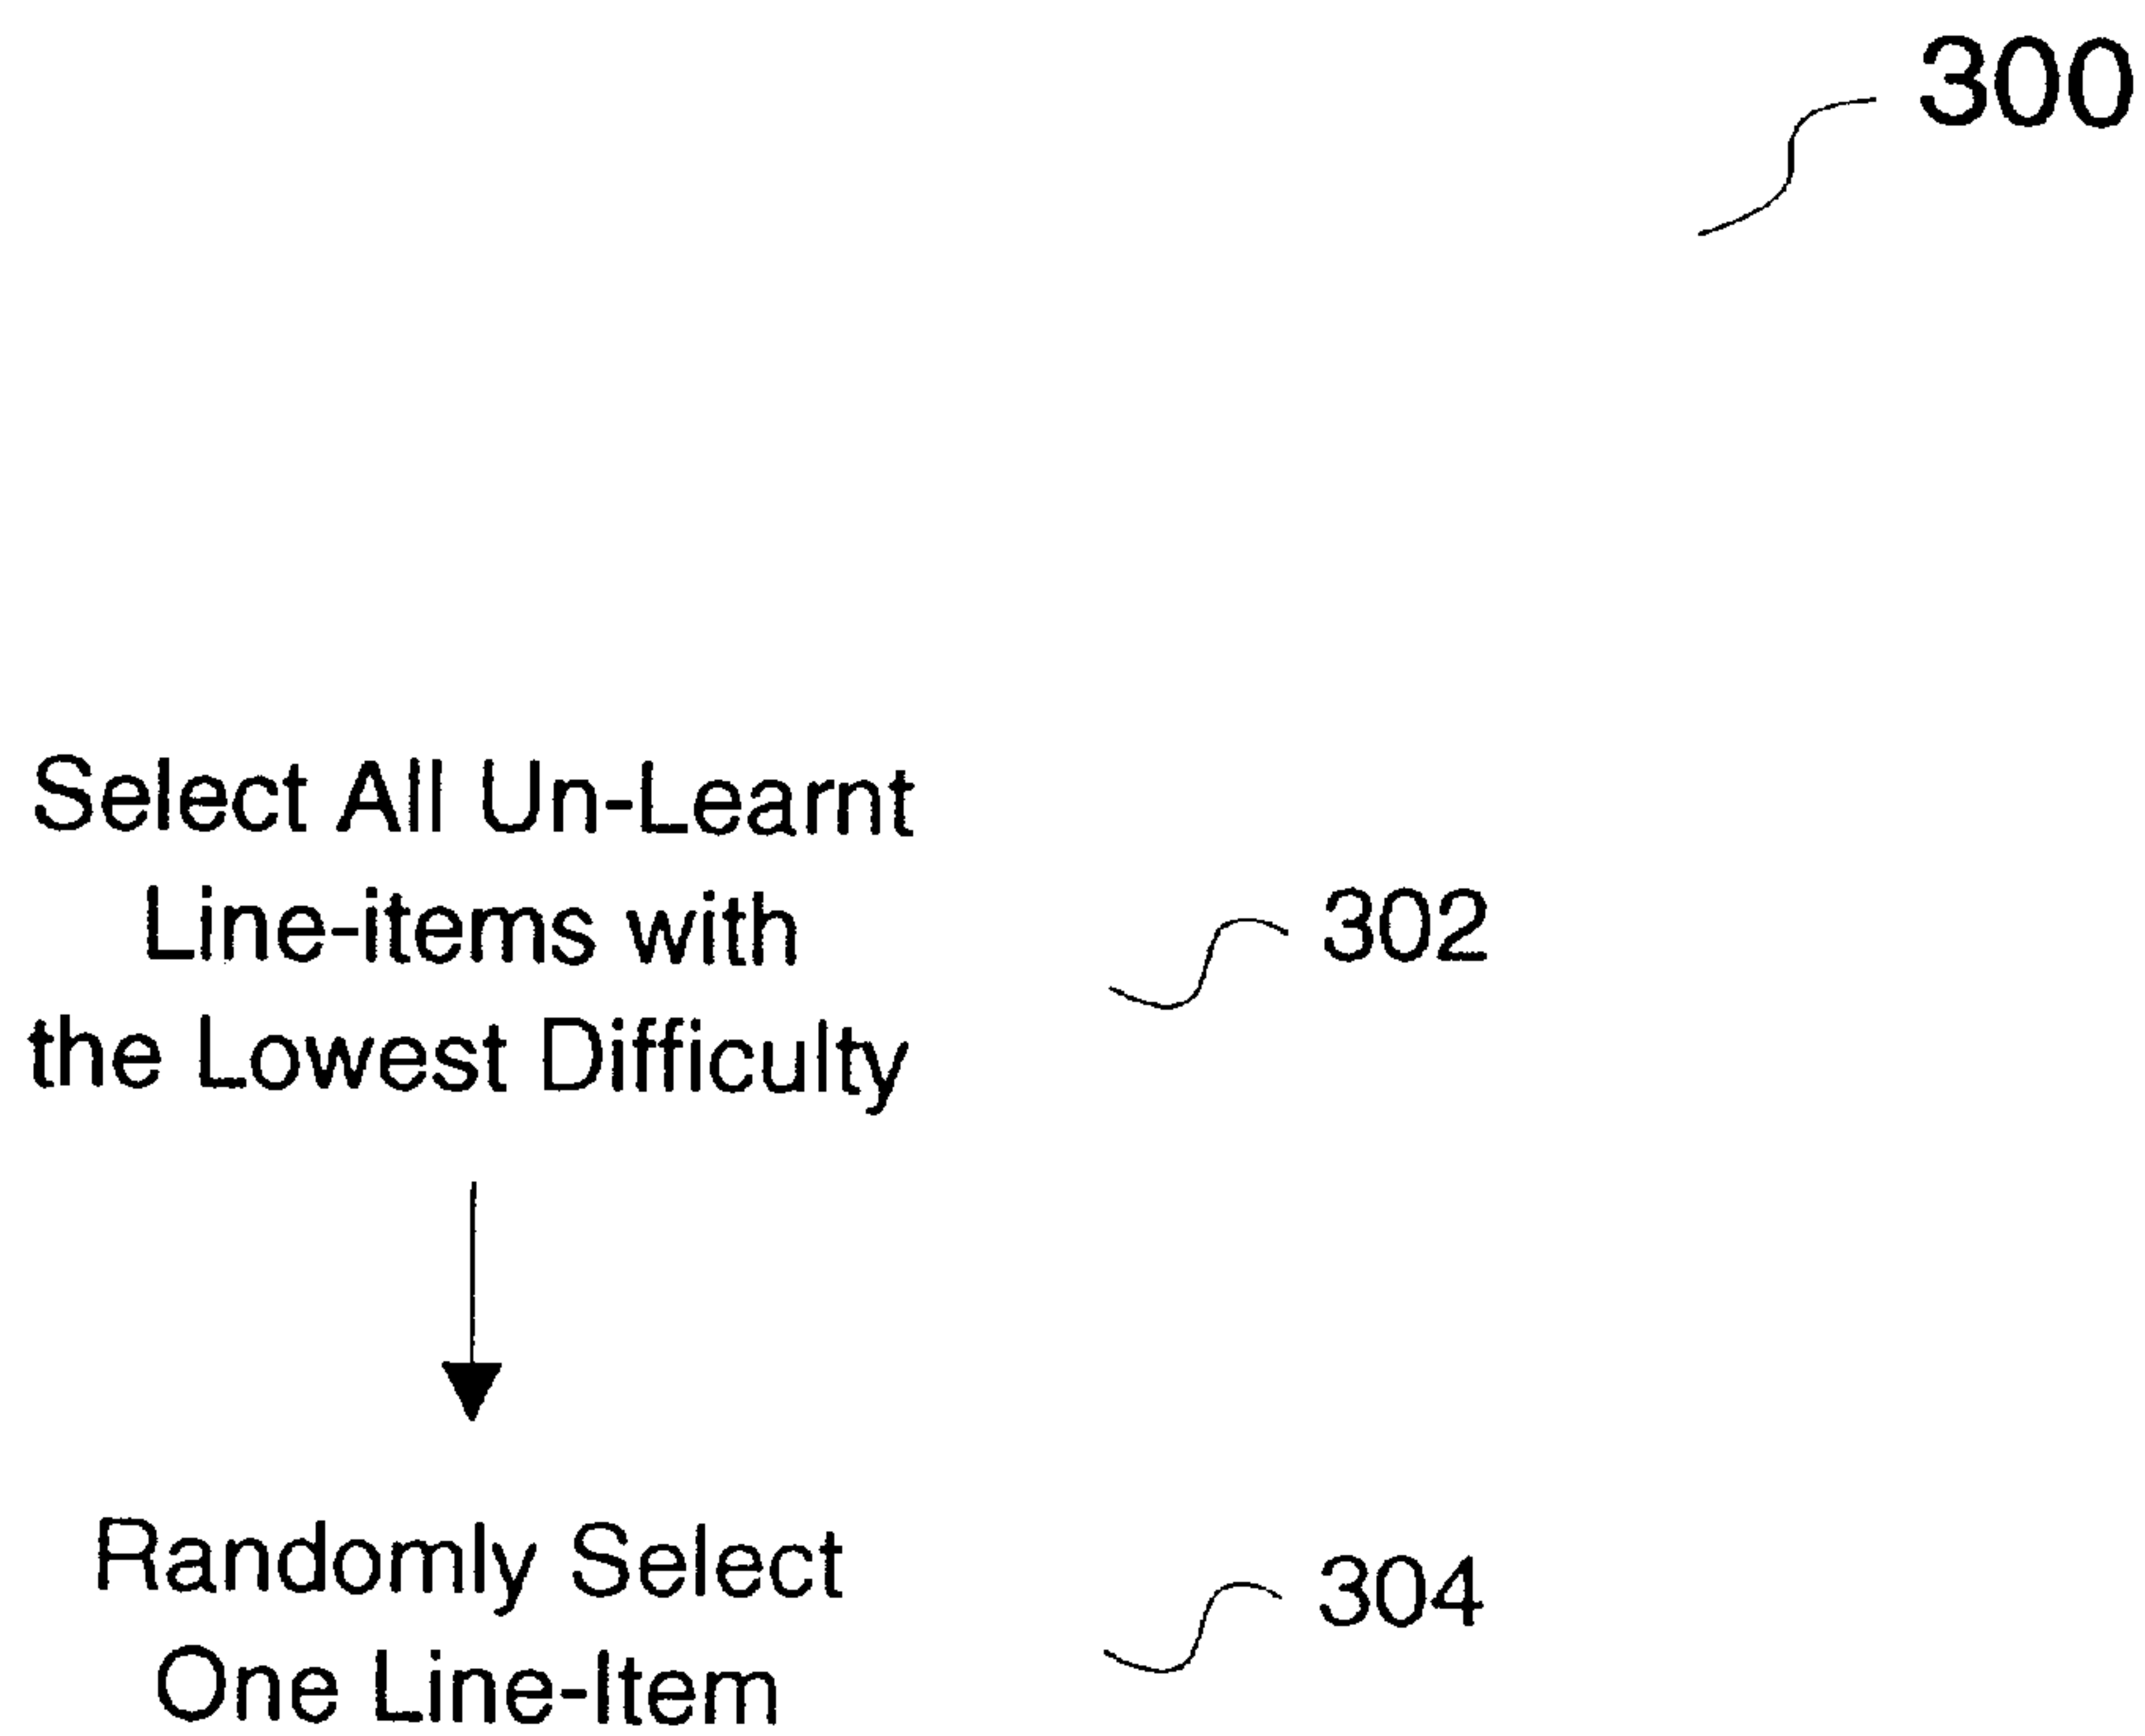 300
Select All Un-Learnt
Line-items with
the Lowest Difficulty
302
Randomly Select
One Line-Item
304